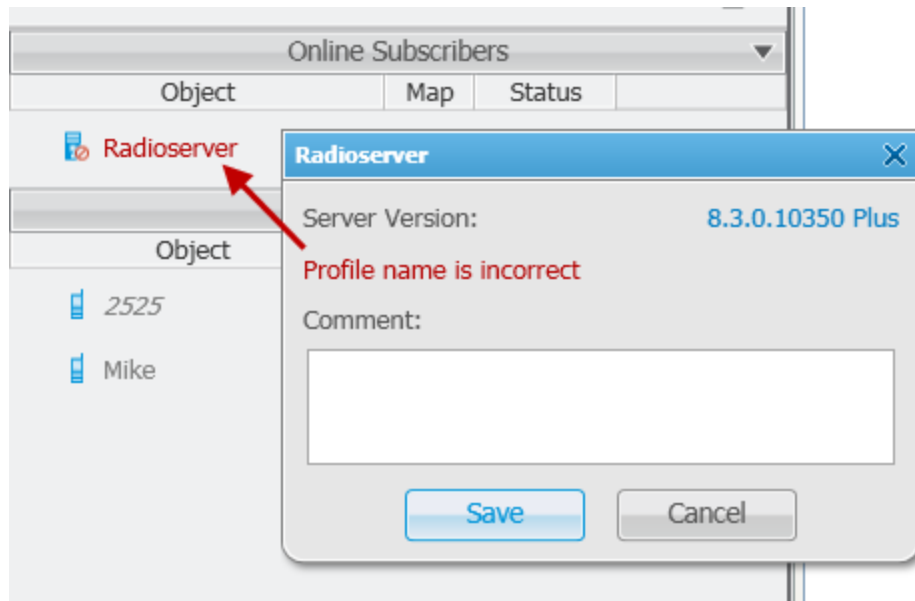 Online Subscribers
Object Map Status
Radioserver
Object
2525
Mike
Radioserver
Server Version: 8.3.0.10350 Plus
Profile name is incorrect
Comment:
Save Cancel